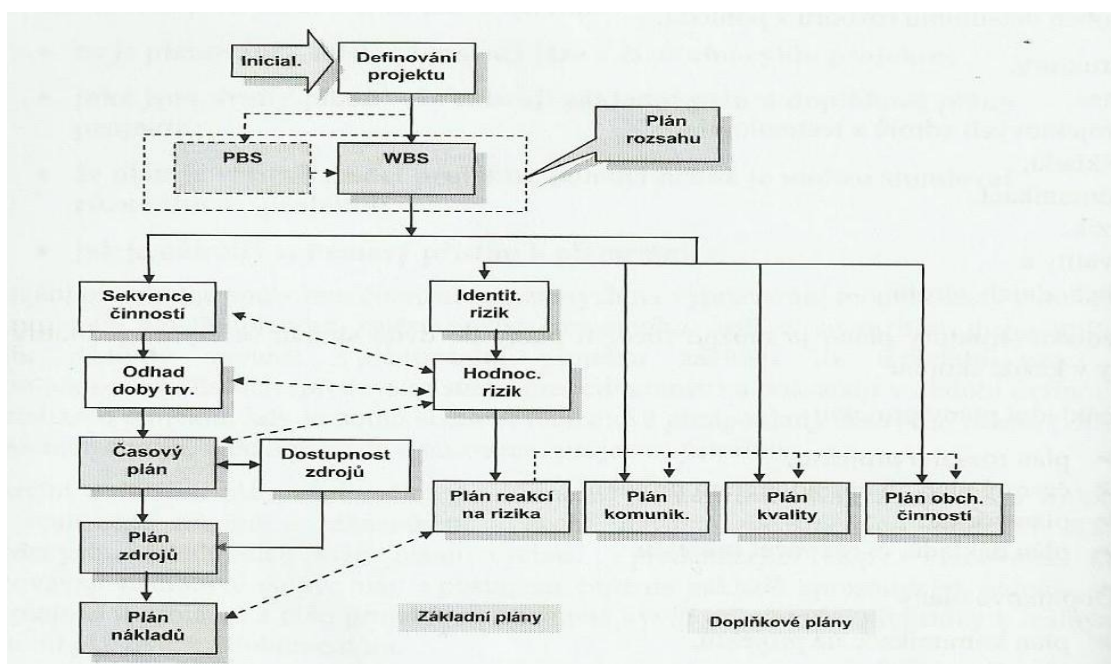 Inicial.
Definování
projektu
PBS
WBS
Plán
rozsahu
Sekvence
činností
Identit.
rizik
Odhad
doby trv.
Hodnoc.
rizik
Časový
plán
Dostupnost
zdrojů
Plán reakcí
na rizika
Plán
komunik.
Plán
kvality
Plán obch.
činností
Plán
zdrojů
Plán
nákladů
Základní plány
Doplňkové plány